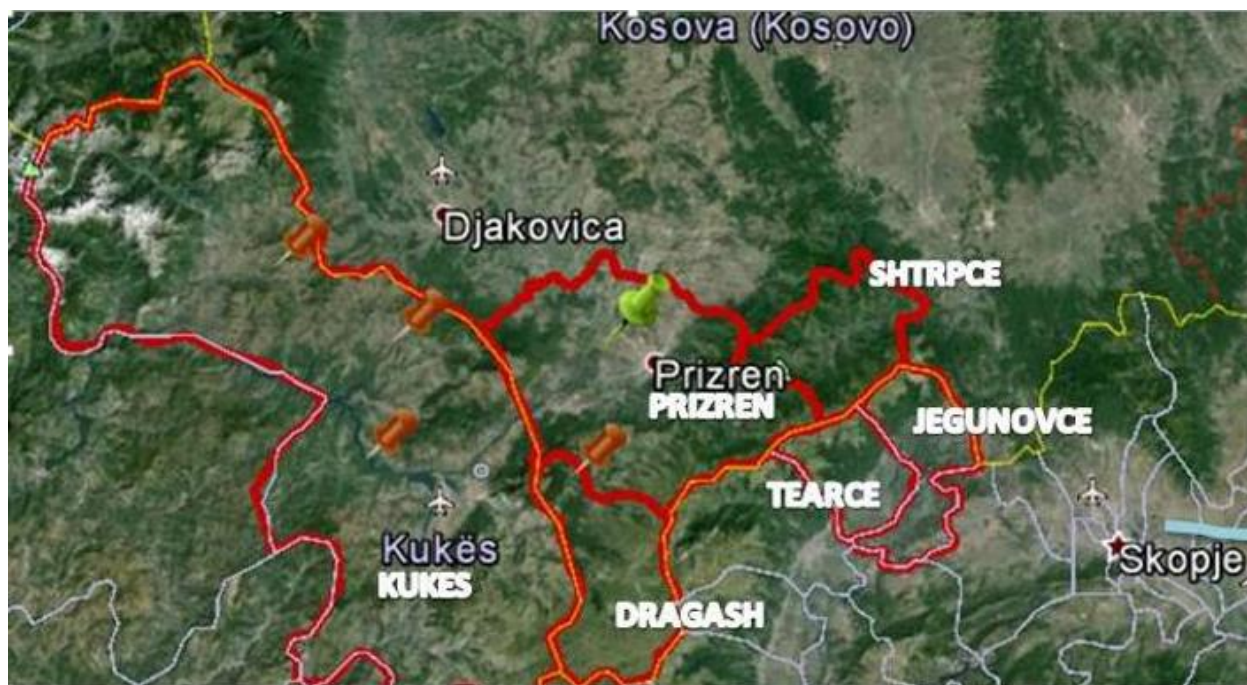 Kosova (Kosovo)
Djakovica
SHTRPCE
Prizren
PRIZREN
JEGUNOVCE
TEARCE
Skopje
Kukës
KUKES
DRAGASH